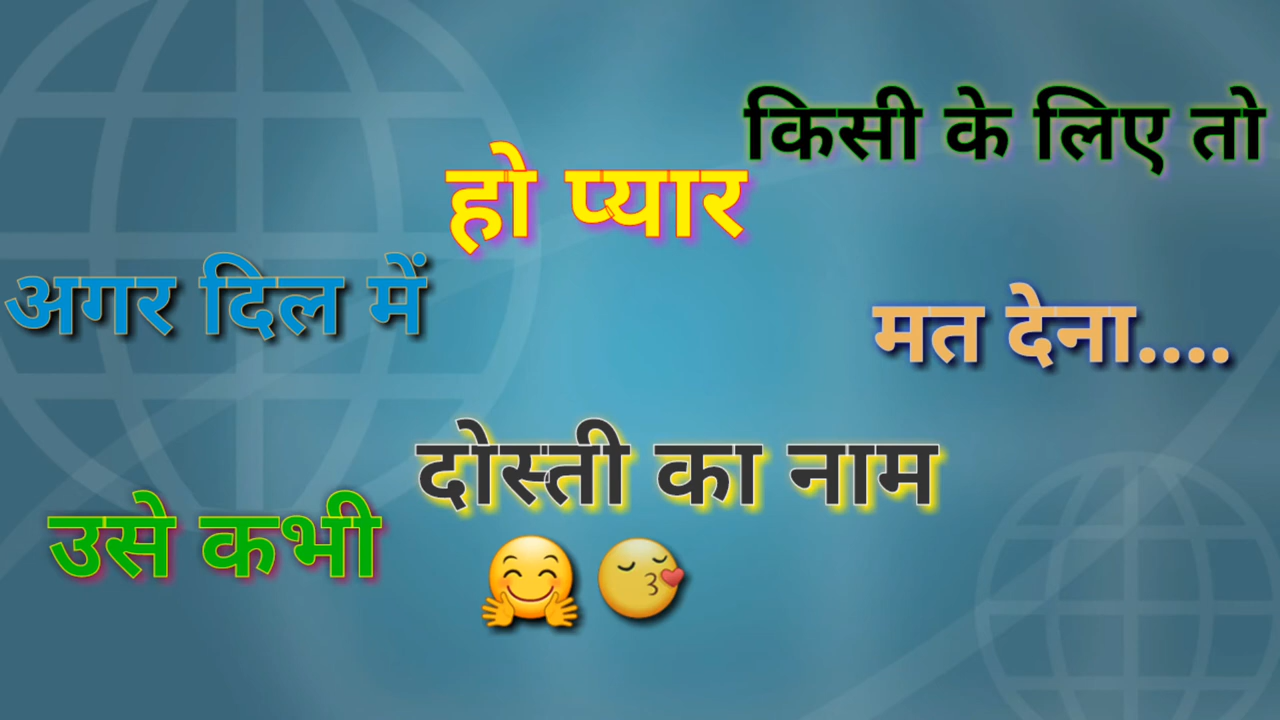 अगर दिल में
हो प्यार
किसी के लिए तो
उसे कभी
दोस्ती का नाम
मत देना....